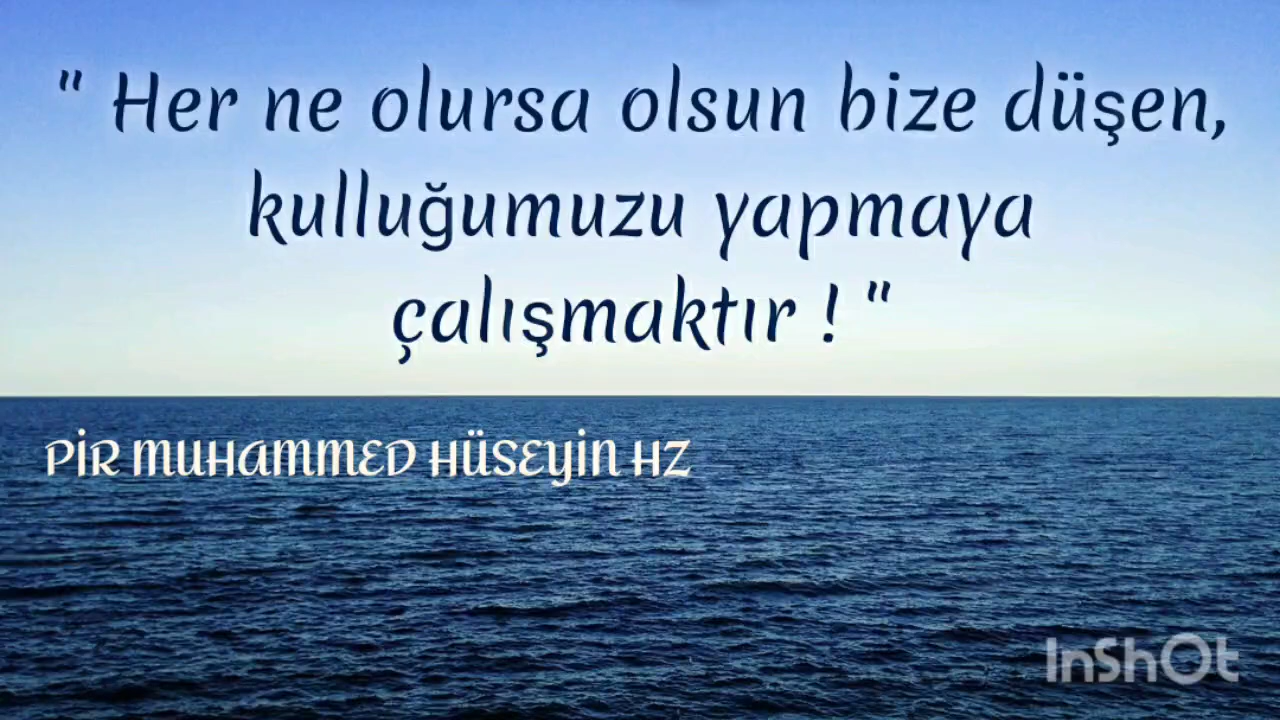 " Her ne olursa olsun bize düşen,
kulluğumuzu yapmaya
çalışmaktır ! "
PİR MUHAMMED HÜSEYİN HZ
InShOt